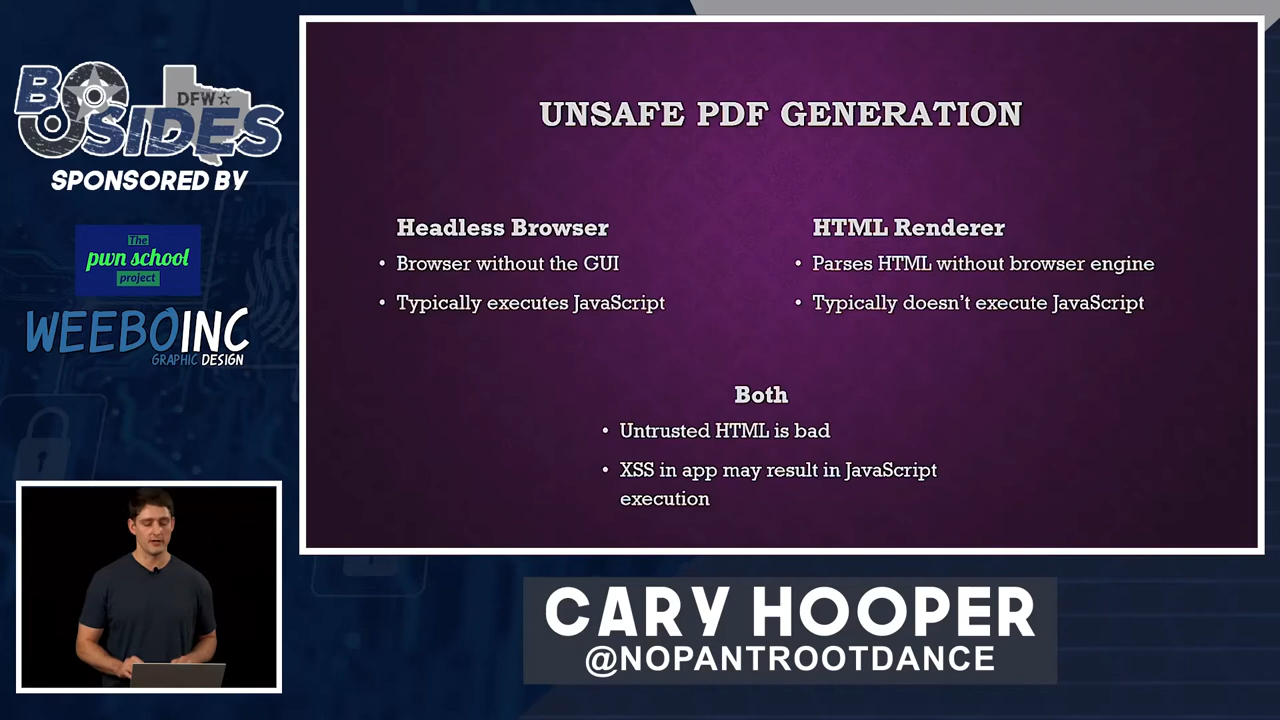 BSIDES
DFW
SPONSORED BY
The
pwn school
project
WEEBOINC
GRAPHIC DESIGN
UNSAFE PDF GENERATION
Headless Browser
• Browser without the GUI
• Typically executes JavaScript
HTML Renderer
• Parses HTML without browser engine
• Typically doesn’t execute JavaScript
Both
• Untrusted HTML is bad
• XSS in app may result in JavaScript
execution
CARY HOOPER
@NOPANTROOTDANCE